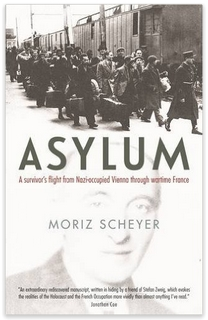 ASYLUM
A survivor's flight from Nazi-occupied Vienna through wartime France
MORIZ SCHEYER
"An extraordinary rediscovered manuscript, written in hiding by a friend of Stefan Zweig, which makes
the realities of the Holocaust and the French Occupation more vividly than almost anything I've read."
Jonathan Coe